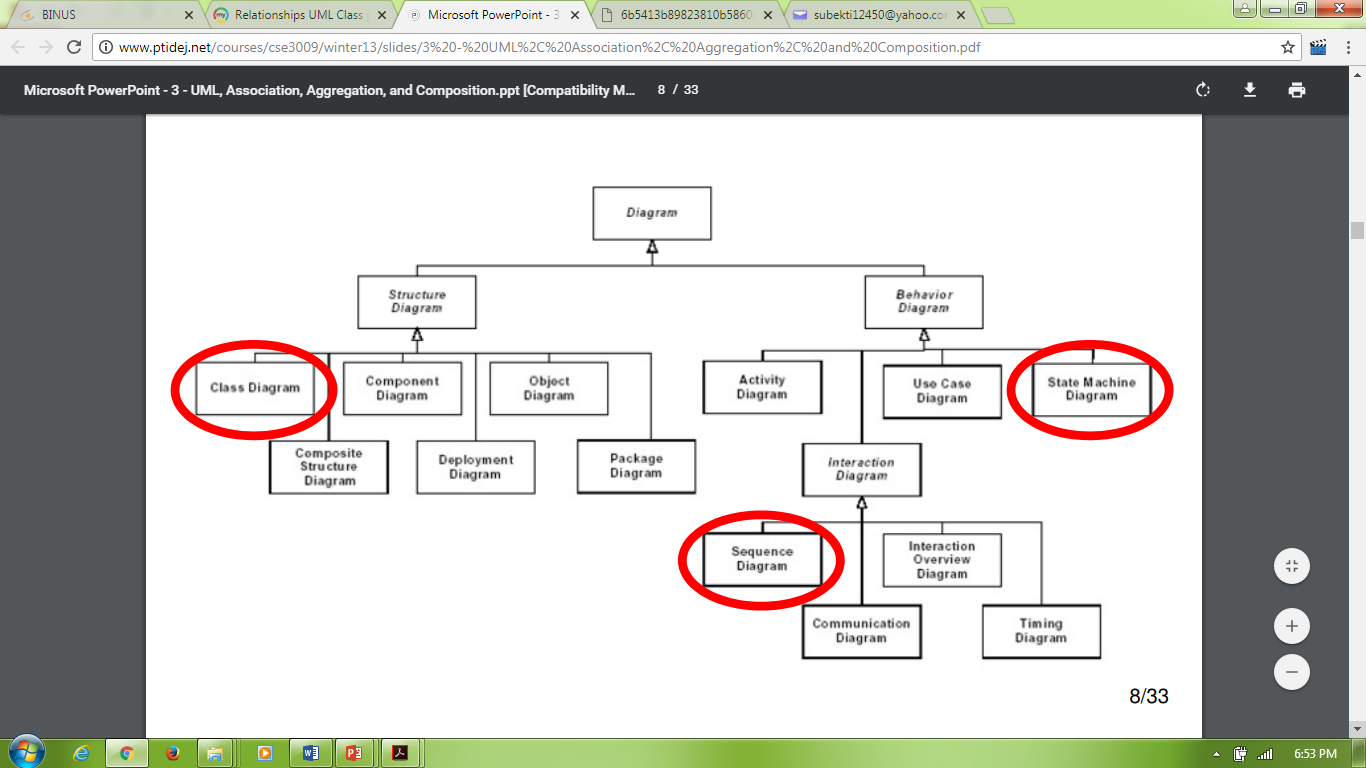 BINUS
Relationships UML Class
Microsoft PowerPoint - 3
6b5413b89823810b5860
subekti12450@yahoo.co
www.ptidej.net/courses/cse3009/winter13/slides/3%20-%20UML%2C%20Association%2C%20Aggregation%2C%20and%20Composition.pdf
Microsoft PowerPoint - 3 - UML, Association, Aggregation, and Composition.ppt [Compatibility M...
8 / 33
Diagram
Structure
Diagram
Behavior
Diagram
Class Diagram
Component
Diagram
Object
Diagram
Activity
Diagram
Use Case
Diagram
State Machine
Diagram
Composite
Structure
Diagram
Deployment
Diagram
Package
Diagram
Interaction
Diagram
Sequence
Diagram
Interaction
Overview
Diagram
Communication
Diagram
Timing
Diagram
8/33
6:53 PM